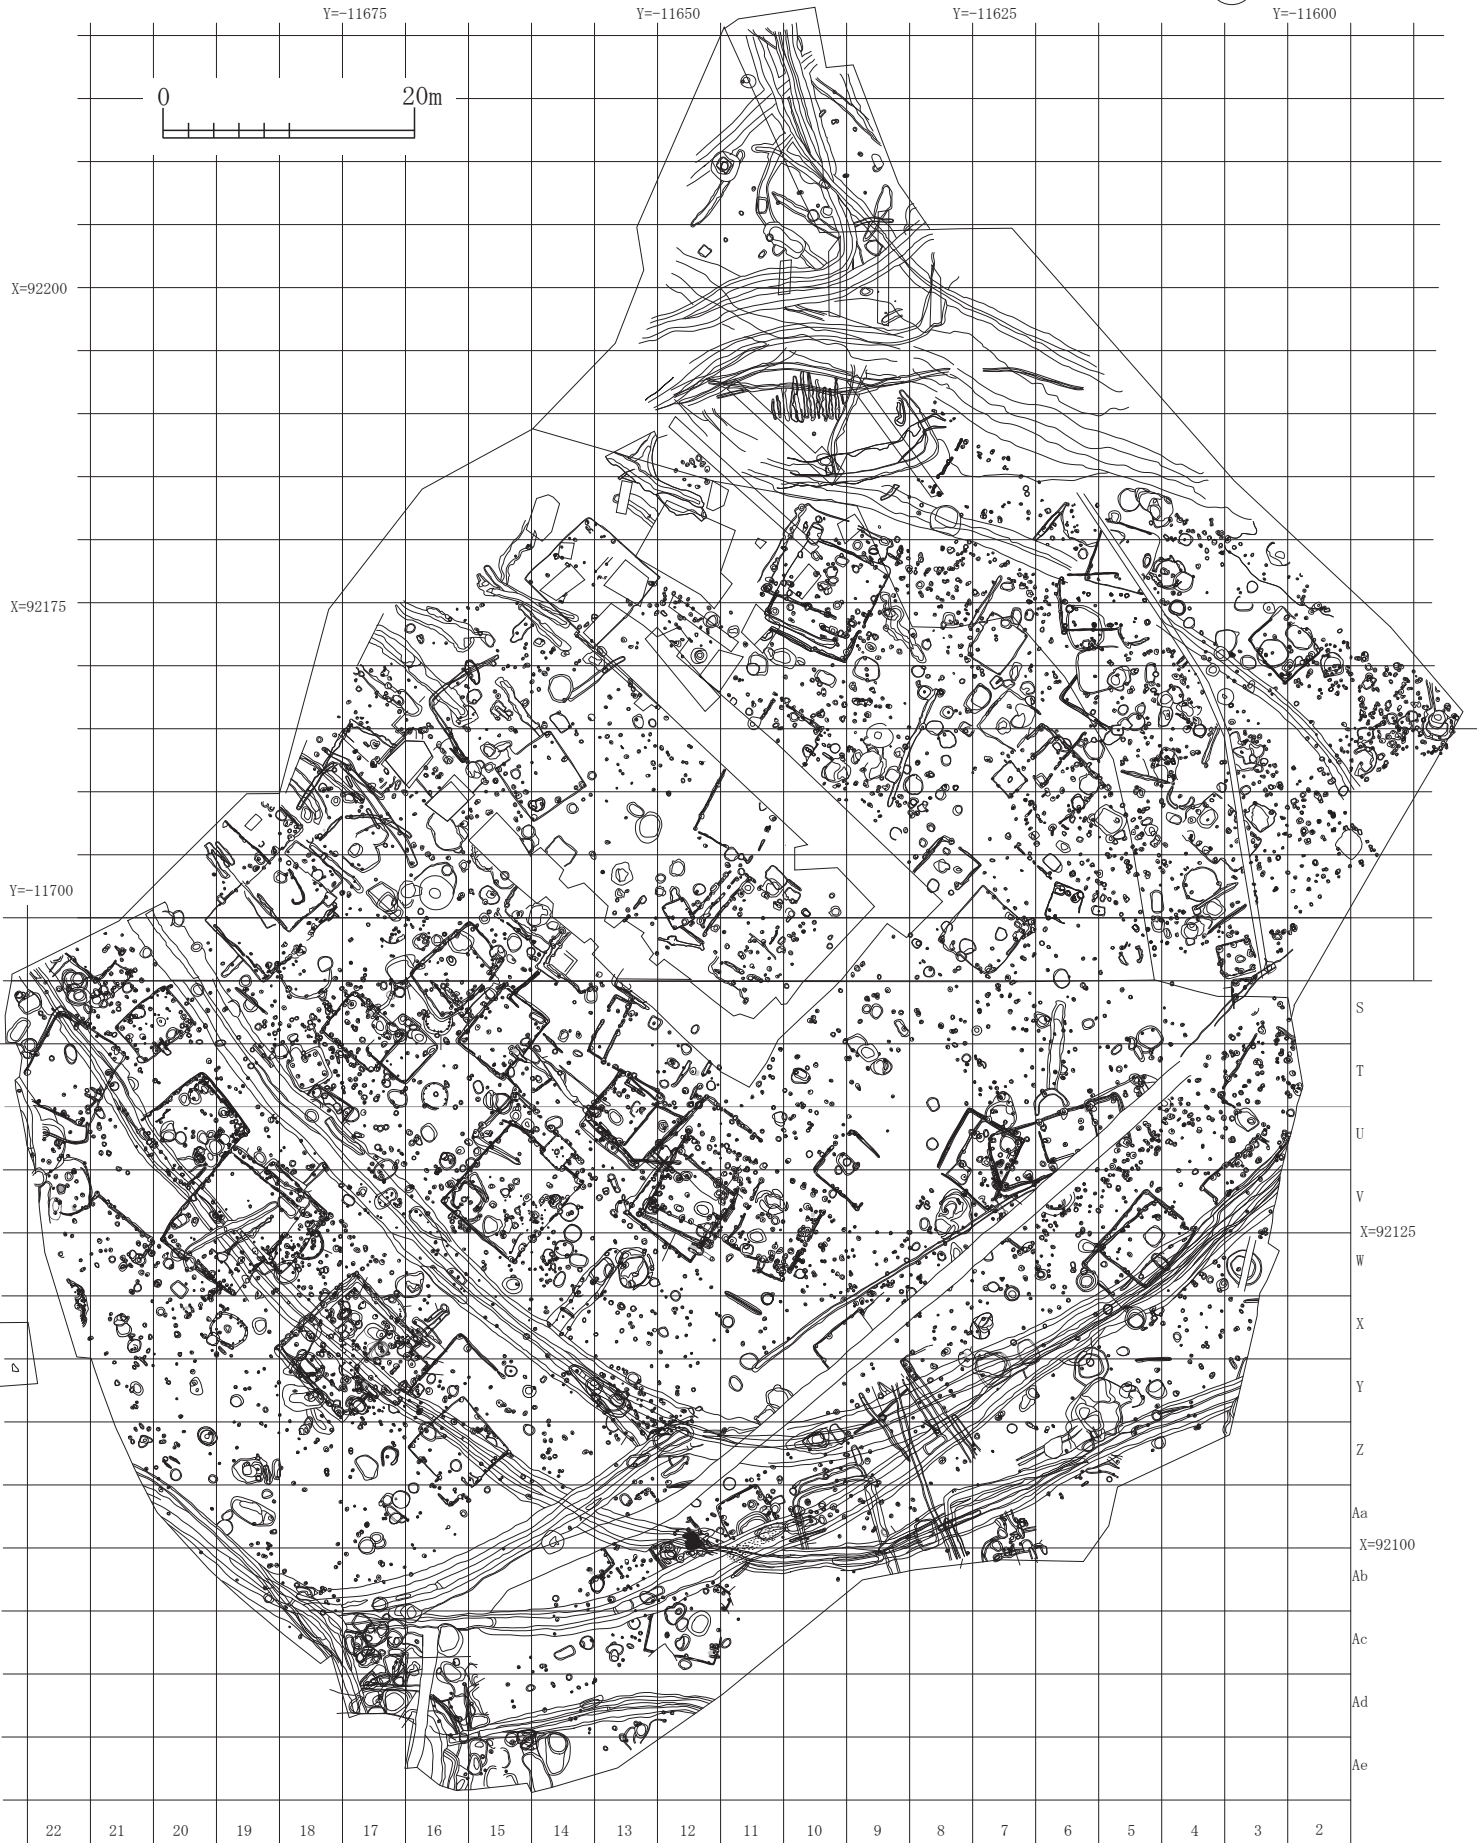 Y=-11675
Y=-11650
Y=-11625
Y=-11600
0
20m
X=92200
X=92175
Y=-11700
S
T
U
V
X=92125
W
X
Y
Z
Aa
X=92100
Ab
Ac
Ad
Ae
22
21
20
19
18
17
16
15
14
13
12
11
10
9
8
7
6
5
4
3
2